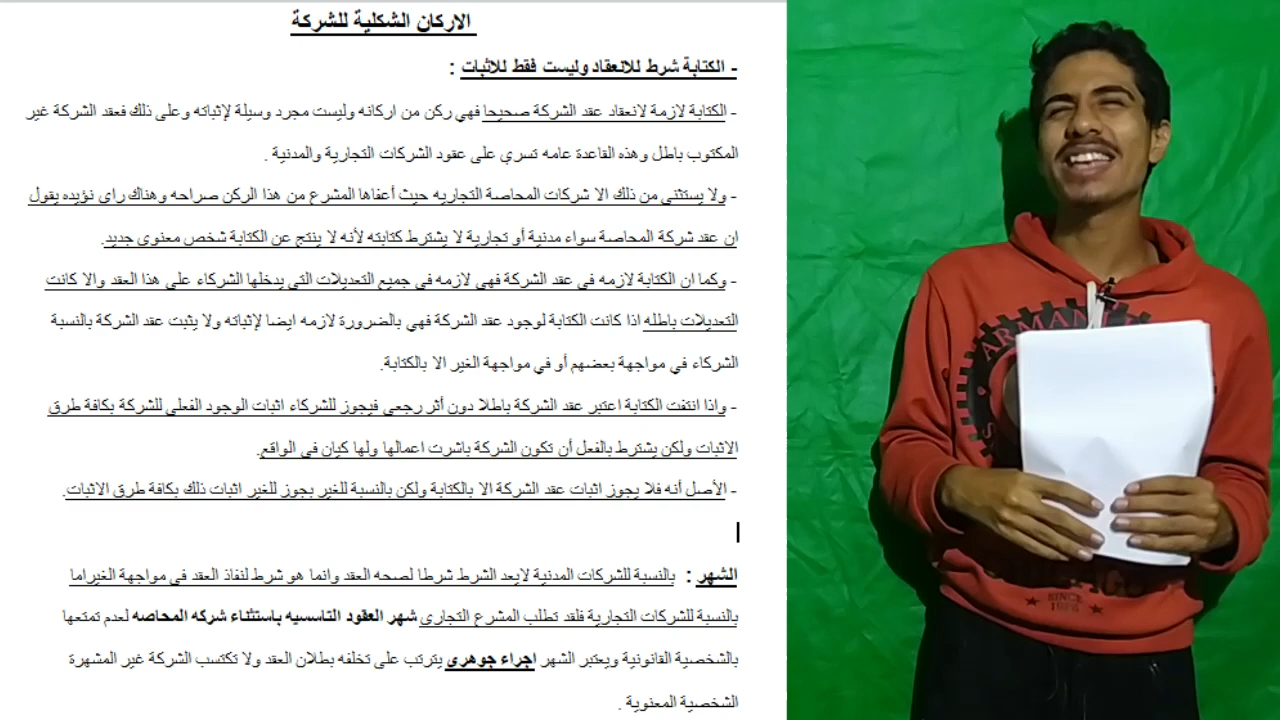 الاركان الشكلية للشركة
- الكتابة شرط للانعقاد وليست فقط للاثبات :
- الكتابة لازمة لانعقاد عقد الشركة صحيحا فهي ركن من اركانه وليست مجرد وسيلة لإثباته وعلى ذلك فعقد الشركة غير
المكتوب باطل وهذه القاعدة عامه تسري على عقود الشركات التجارية والمدنية .
- ولا يستثنى من ذلك الا شركات المحاصة التجاريه حيث أعفاها المشرع من هذا الركن صراحه وهناك راي نؤيده يقول
ان عقد شركة المحاصة سواء مدنية أو تجارية لا يشترط كتابته لأنه لا ينتج عن الكتابة شخص معنوي جديد.
- وكما ان الكتابة لازمه في عقد الشركة فهي لازمه في جميع التعديلات التي يدخلها الشركاء على هذا العقد والا كانت
التعديلات باطله اذا كانت الكتابة لوجود عقد الشركة فهي بالضرورة لازمه ايضا لإثباته ولا يثبت عقد الشركة بالنسبة
الشركاء في مواجهة بعضهم أو في مواجهة الغير الا بالكتابة.
- واذا انتفت الكتابة اعتبر عقد الشركة باطلا دون أثر رجعي فيجوز للشركاء اثبات الوجود الفعلي للشركة بكافة طرق
الاثبات ولكن يشترط بالفعل أن تكون الشركة باشرت اعمالها ولها كيان في الواقع.
- الأصل أنه فلا يجوز اثبات عقد الشركة الا بالكتابة ولكن بالنسبة للغير يجوز للغير اثبات ذلك بكافة طرق الاثبات.
الشهر : بالنسبة للشركات المدنية لايعد الشرط شرطا لصحه العقد وانما هو شرط لنفاذ العقد في مواجهة الغيراما
بالنسبة للشركات التجارية فلقد تطلب المشرع التجاري شهر العقود التاسسيه باستثناء شركه المحاصه لعدم تمتعها
بالشخصية القانونية ويعتبر الشهر اجراء جوهري يترتب على تخلفه بطلان العقد ولا تكتسب الشركة غير المشهرة
الشخصية المعنوية .
ARMAN
SINCE